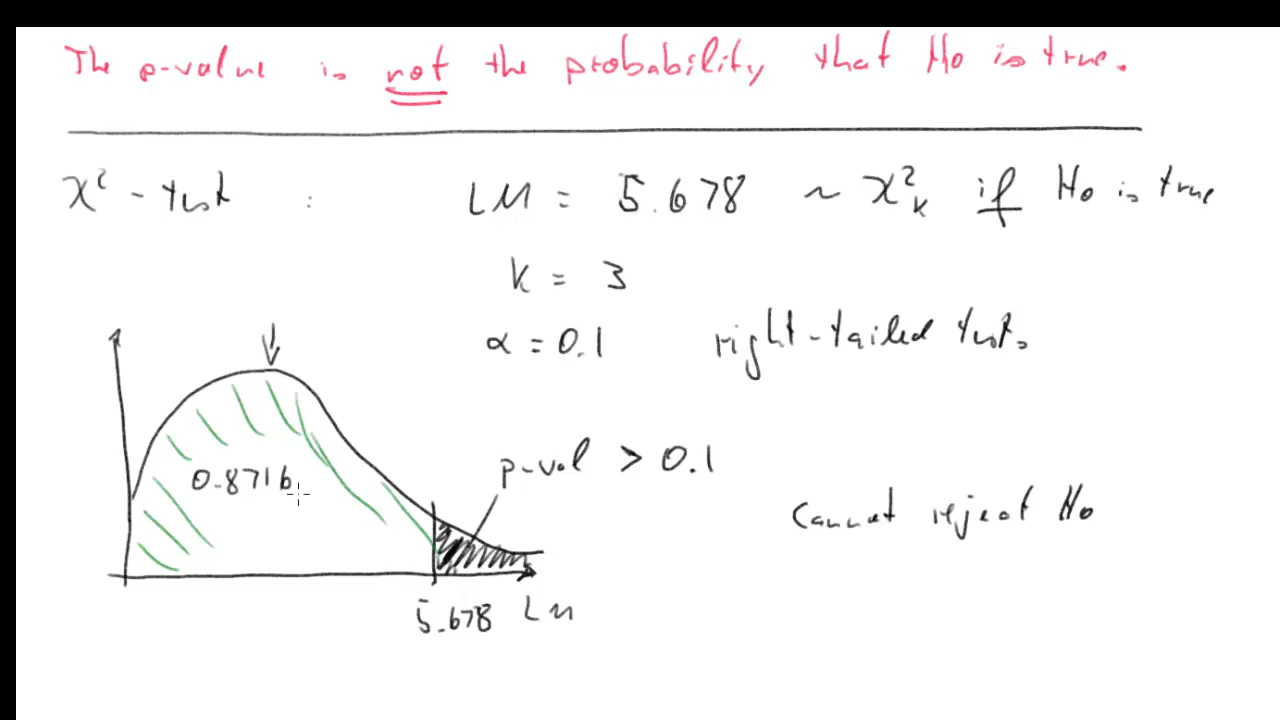 The p-value is not the probability that Ho is true.
χ² - test : LM = 5.678 ~ χ²k if Ho is true
k = 3
α = 0.1 right-tailed tests
p-val > 0.1
0.8716
cannot reject Ho
5.678 LM